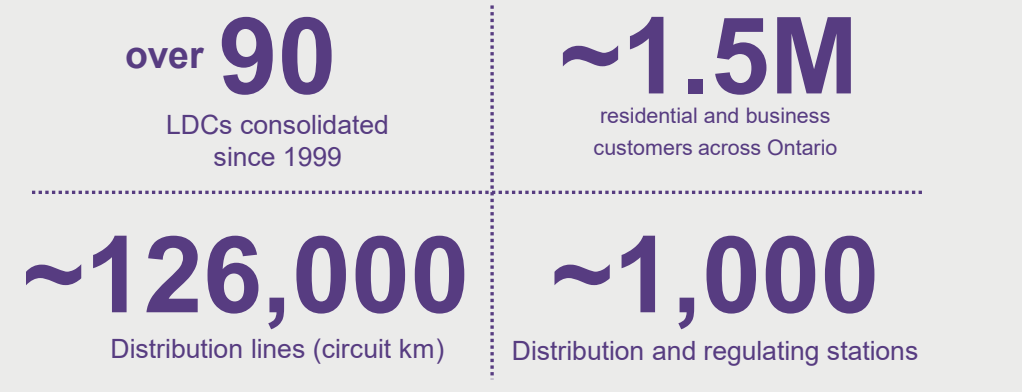 over 90
LDCs consolidated
since 1999
~1.5M
residential and business
customers across Ontario
~126,000
Distribution lines (circuit km)
~1,000
Distribution and regulating stations